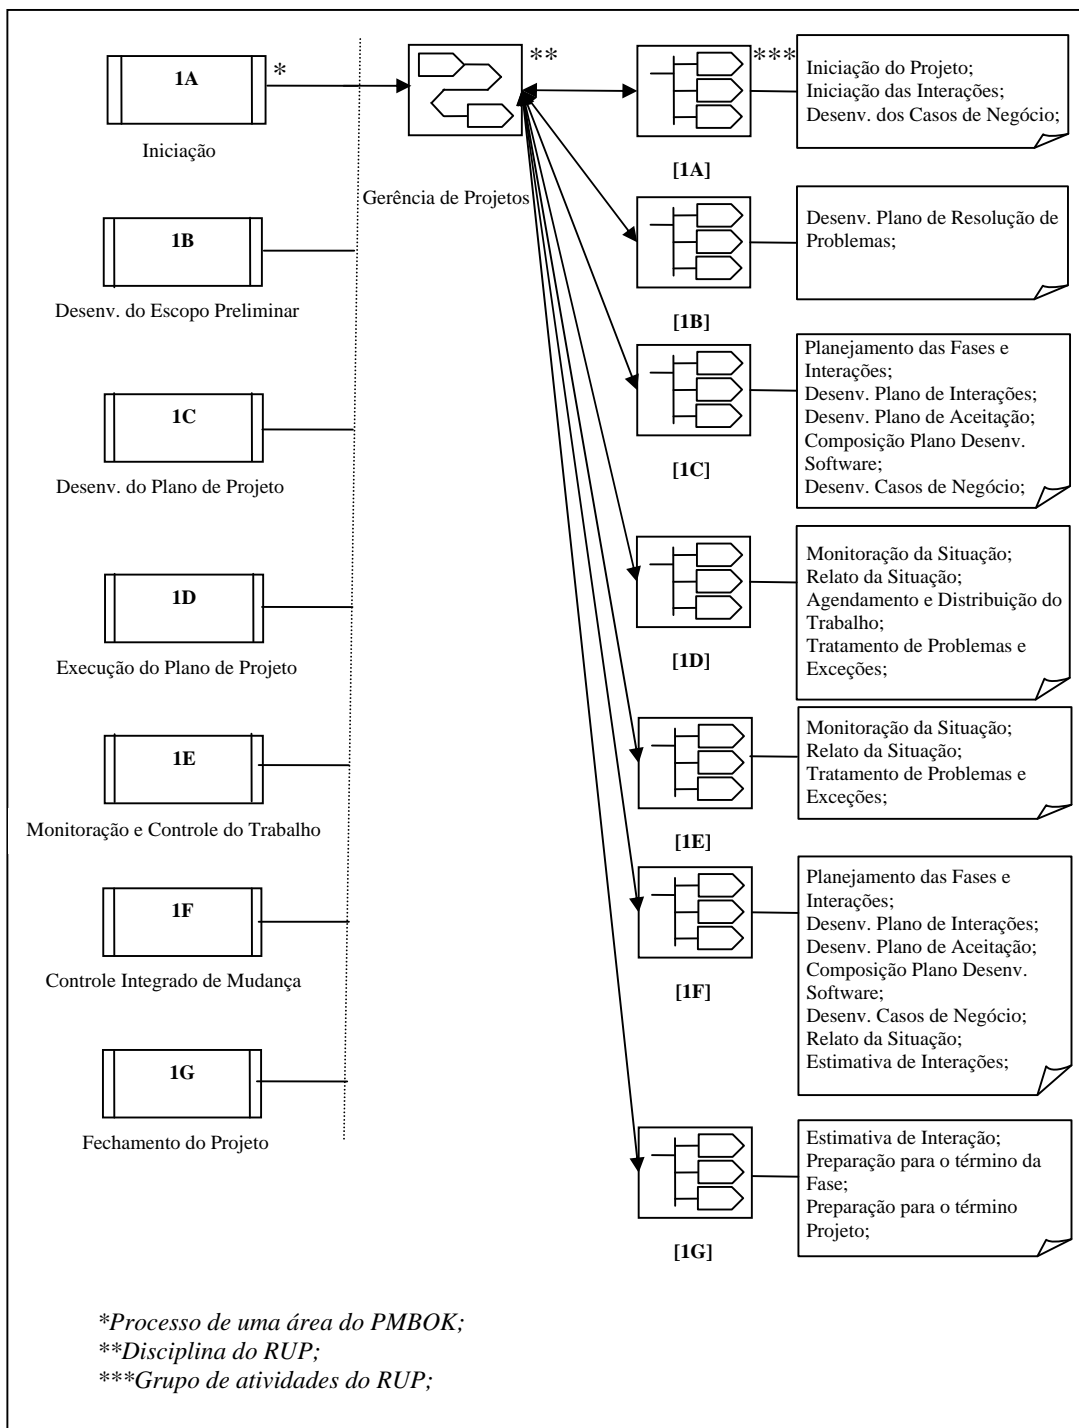 1A
*
Iniciação
1B
Desenv. do Escopo Preliminar
1C
Desenv. do Plano de Projeto
1D
Execução do Plano de Projeto
1E
Monitoração e Controle do Trabalho
1F
Controle Integrado de Mudança
1G
Fechamento do Projeto
**
Gerência de Projetos
***
[1A]
Iniciação do Projeto;
Iniciação das Interações;
Desenv. dos Casos de Negócio;
[1B]
Desenv. Plano de Resolução de
Problemas;
[1C]
Planejamento das Fases e
Interações;
Desenv. Plano de Interações;
Desenv. Plano de Aceitação;
Composição Plano Desenv.
Software;
Desenv. Casos de Negócio;
[1D]
Monitoração da Situação;
Relato da Situação;
Agendamento e Distribuição do
Trabalho;
Tratamento de Problemas e
Exceções;
[1E]
Monitoração da Situação;
Relato da Situação;
Tratamento de Problemas e
Exceções;
[1F]
Planejamento das Fases e
Interações;
Desenv. Plano de Interações;
Desenv. Plano de Aceitação;
Composição Plano Desenv.
Software;
Desenv. Casos de Negócio;
Relato da Situação;
Estimativa de Interações;
[1G]
Estimativa de Interação;
Preparação para o término da
Fase;
Preparação para o término
Projeto;
*Processo de uma área do PMBOK;
**Disciplina do RUP;
***Grupo de atividades do RUP;